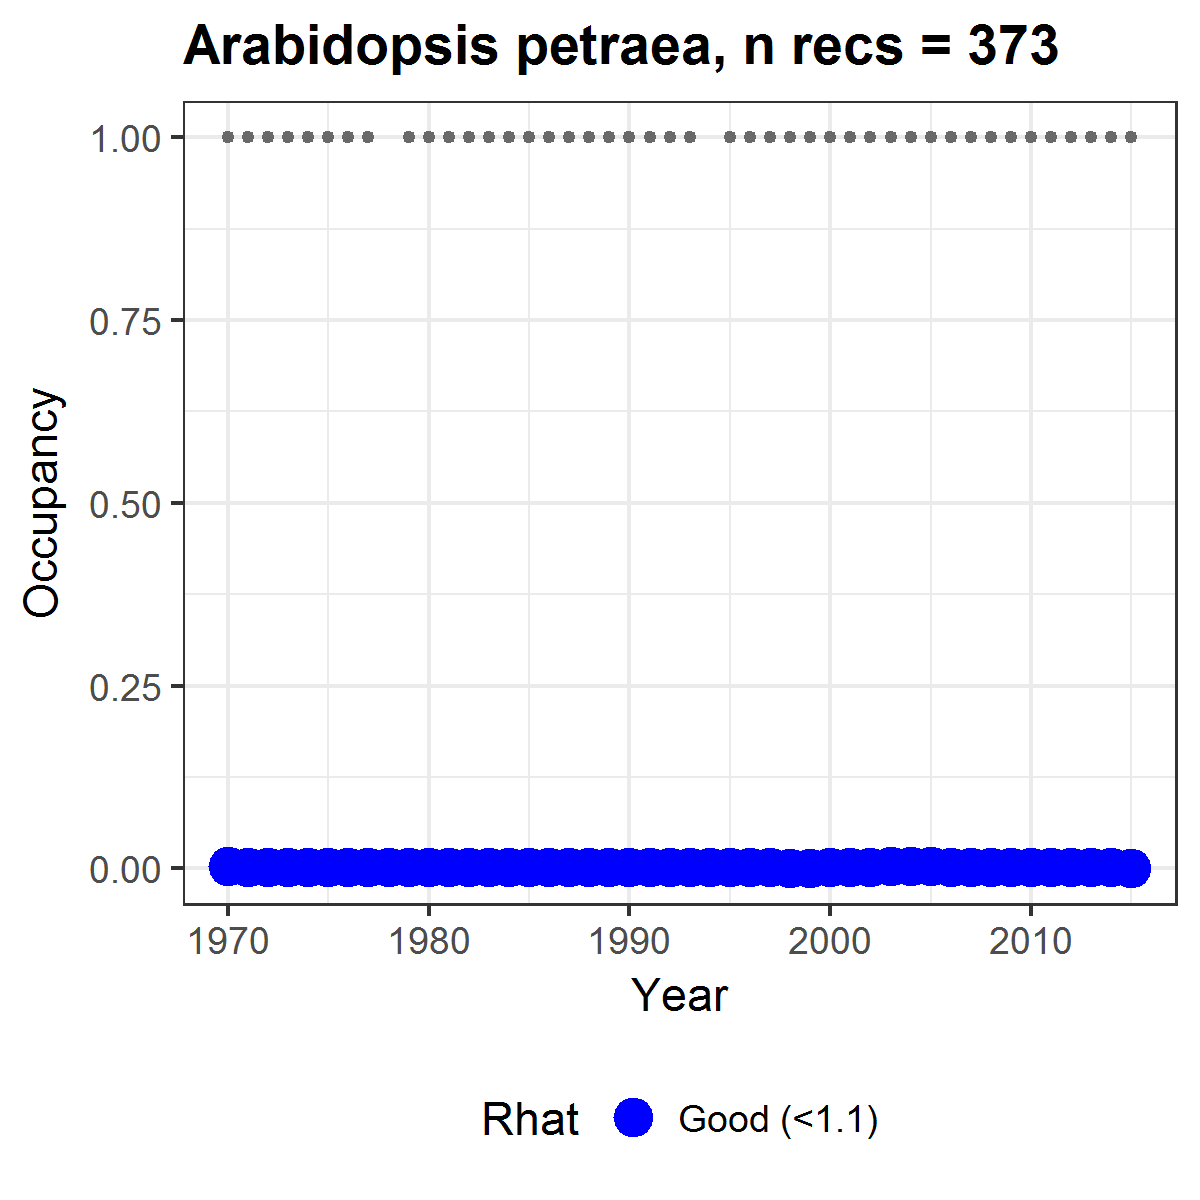 Arabidopsis petraea, n recs = 373
1.00
0.75
0.50
0.25
0.00
Occupancy
1970 1980 1990 2000 2010
Year
Rhat Good (<1.1)